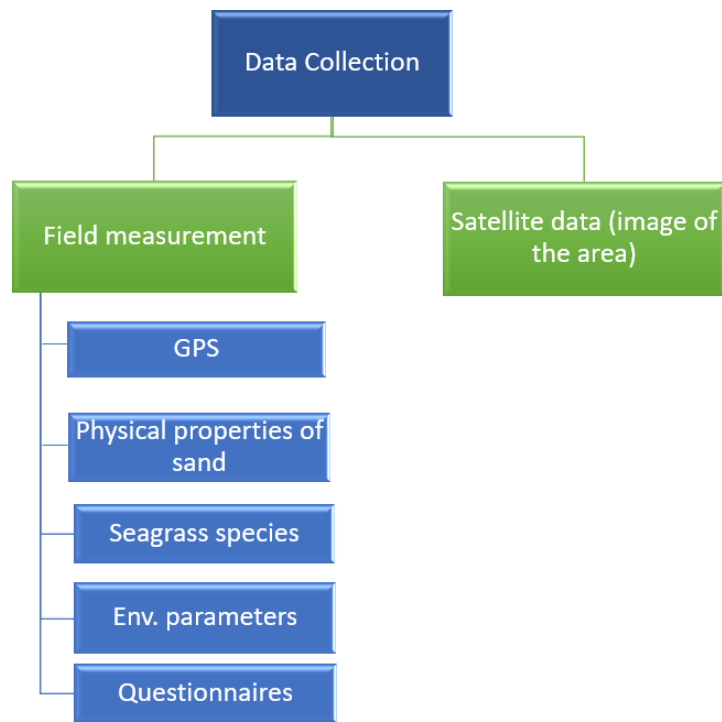 Data Collection
Field measurement
Satellite data (image of
the area)
GPS
Physical properties of
sand
Seagrass species
Env. parameters
Questionnaires